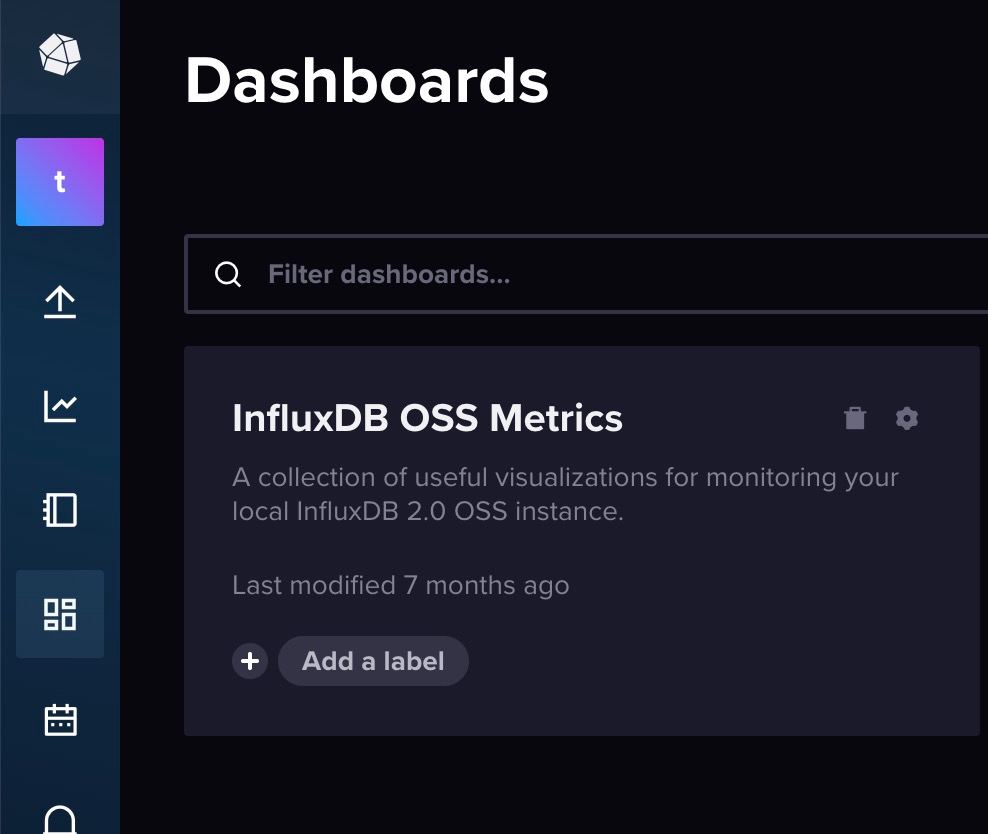 Dashboards
t
Filter dashboards...
InfluxDB OSS Metrics
A collection of useful visualizations for monitoring your
local InfluxDB 2.0 OSS instance.
Last modified 7 months ago
Add a label